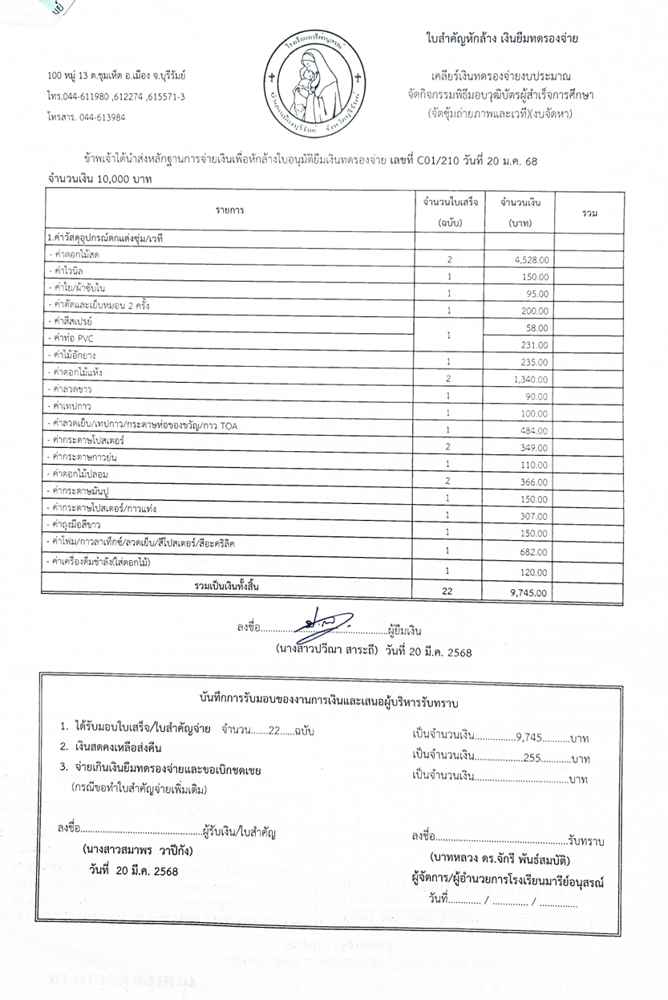 ใบสำคัญหักล้าง เงินยืมทดรองจ่าย
100 หมู่ 13 ต.ชุมเห็ด อ.เมือง จ.บุรีรัมย์
โทร.044-611980 ,612274 ,615571-3
โทรสาร. 044-613984
โรงเรียนมารีย์อนุสรณ์
อำเภอเมืองบุรีรัมย์ จังหวัดบุรีรัมย์
เคลียร์เงินทดรองจ่ายงบประมาณ
จัดกิจกรรมพิธีมอบวุฒิบัตรผู้สำเร็จการศึกษา
(จัดซุ้มถ่ายภาพและเวที)(งบจัดหา)
ข้าพเจ้าได้นำส่งหลักฐานการจ่ายเงินเพื่อหักล้างใบอนุมัติยืมเงินทดรองจ่าย เลขที่ C01/210 วันที่ 20 ม.ค. 68
จำนวนเงิน 10,000 บาท
รายการ จำนวนใบเสร็จ (ฉบับ) จำนวนเงิน (บาท) รวม
1.ค่าวัสดุอุปกรณ์ตกแต่งซุ่ม/เวที
- ค่าดอกไม้สด 2 4,528.00
- ค่าไวนิล 1 150.00
- ค่าใย/ผ้าซับใน 1 95.00
- ค่าตัดและเย็บหมอน 2 ครั้ง 1 200.00
- ค่าสีสเปรย์ 1 58.00
- ค่าท่อ PVC 231.00
- ค่าไม้อักยาง 1 235.00
- ค่าดอกไม้แห้ง 2 1,340.00
- ค่าลวดขาว 1 90.00
- ค่าเทปกาว 1 100.00
- ค่าลวดเย็บ/เทปกาว/กระดาษห่อของขวัญ/กาว TOA 1 484.00
- ค่ากระดาษโปสเตอร์ 2 349.00
- ค่ากระดาษกาวย่น 1 110.00
- ค่าดอกไม้ปลอม 2 366.00
- ค่ากระดาษมันปู 1 150.00
- ค่ากระดาษโปสเตอร์/กาวแท่ง 1 307.00
- ค่าถุงมือสีขาว 1 150.00
- ค่าโฟม/กาวลาเท็กซ์/ลวดเย็บ/สีโปสเตอร์/สีอะคริลิค 1 682.00
- ค่าเครื่องดื่มชำลัง(ใส่ดอกไม้) 1 120.00
รวมเป็นเงินทั้งสิ้น 22 9,745.00
ลงชื่อ..........................................ผู้ยืมเงิน
(นางสาวปวีณา สาระถี) วันที่ 20 มี.ค. 2568
บันทึกการรับมอบของงานการเงินและเสนอผู้บริหารรับทราบ
1. ได้รับมอบใบเสร็จ/ใบสำคัญจ่าย จำนวน......22.....ฉบับ เป็นจำนวนเงิน..............9,745.........บาท
2. เงินสดคงเหลือส่งคืน เป็นจำนวนเงิน...............255..........บาท
3. จ่ายเกินเงินยืมทดรองจ่ายและขอเบิกชดเชย เป็นจำนวนเงิน................................บาท
(กรณีขอทำใบสำคัญจ่ายเพิ่มเติม)
ลงชื่อ..........................................ผู้รับเงิน/ใบสำคัญ
(นางสาวสมาพร วาปีกัง)
วันที่ 20 มี.ค. 2568
ลงชื่อ..............................................รับทราบ
(บาทหลวง ดร.จักรี พันธ์สมบัติ)
ผู้จัดการ/ผู้อำนวยการโรงเรียนมารีย์อนุสรณ์
วันที่............ / ............. / ..............